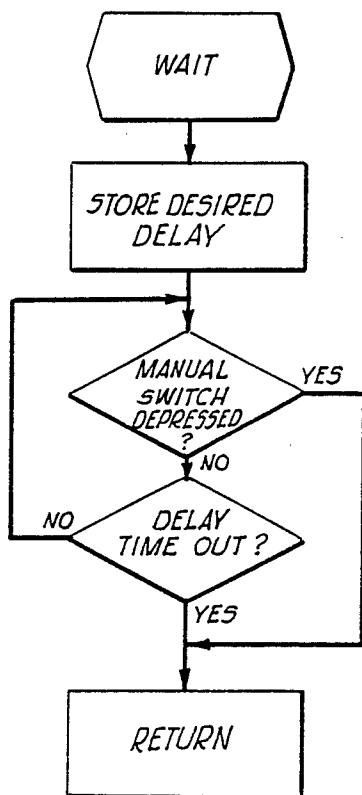 WAIT
STORE DESIRED
DELAY
MANUAL
SWITCH
DEPRESSED
?
YES
NO
DELAY
TIME OUT?
NO
YES
RETURN